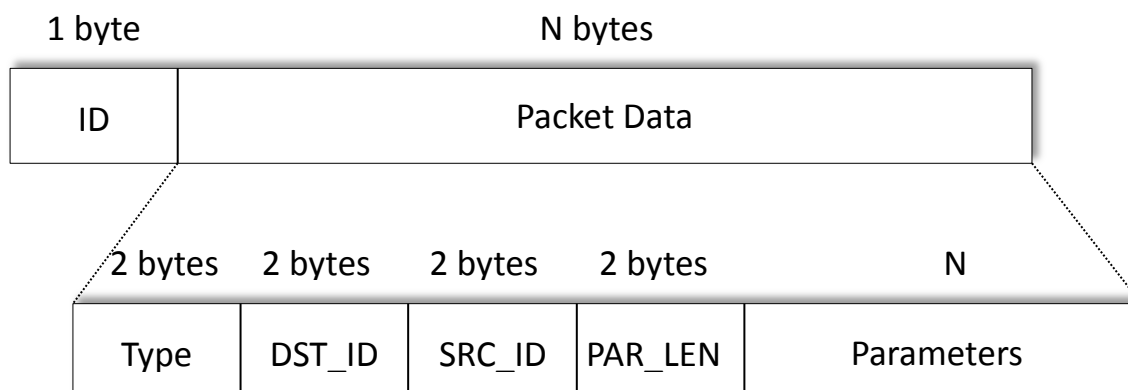 1 byte N bytes
ID Packet Data
2 bytes 2 bytes 2 bytes 2 bytes N
Type DST_ID SRC_ID PAR_LEN Parameters